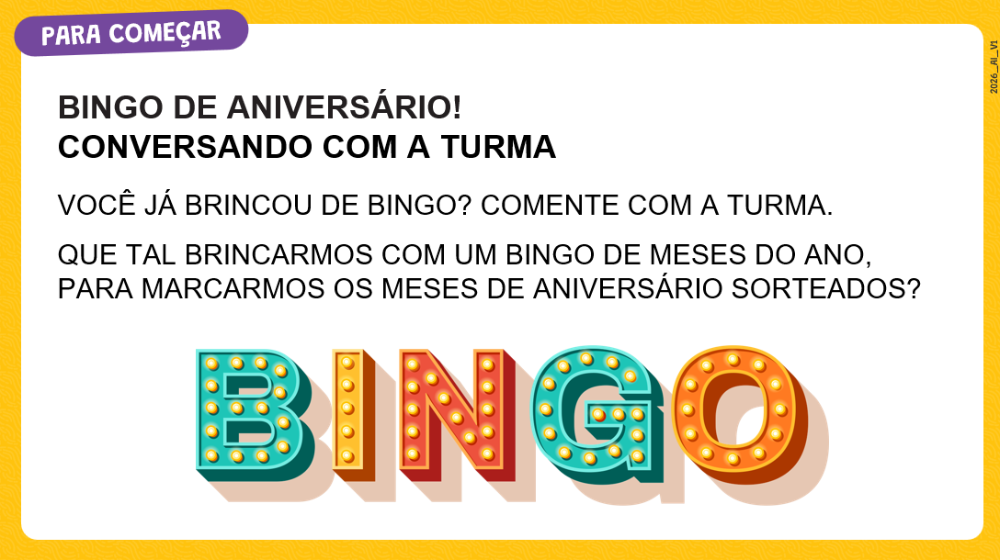 PARA COMEÇAR
2026_AI_V1
BINGO DE ANIVERSÁRIO!
CONVERSANDO COM A TURMA
VOCÊ JÁ BRINCOU DE BINGO? COMENTE COM A TURMA.
QUE TAL BRINCARMOS COM UM BINGO DE MESES DO ANO,
PARA MARCARMOS OS MESES DE ANIVERSÁRIO SORTEADOS?
BINGO